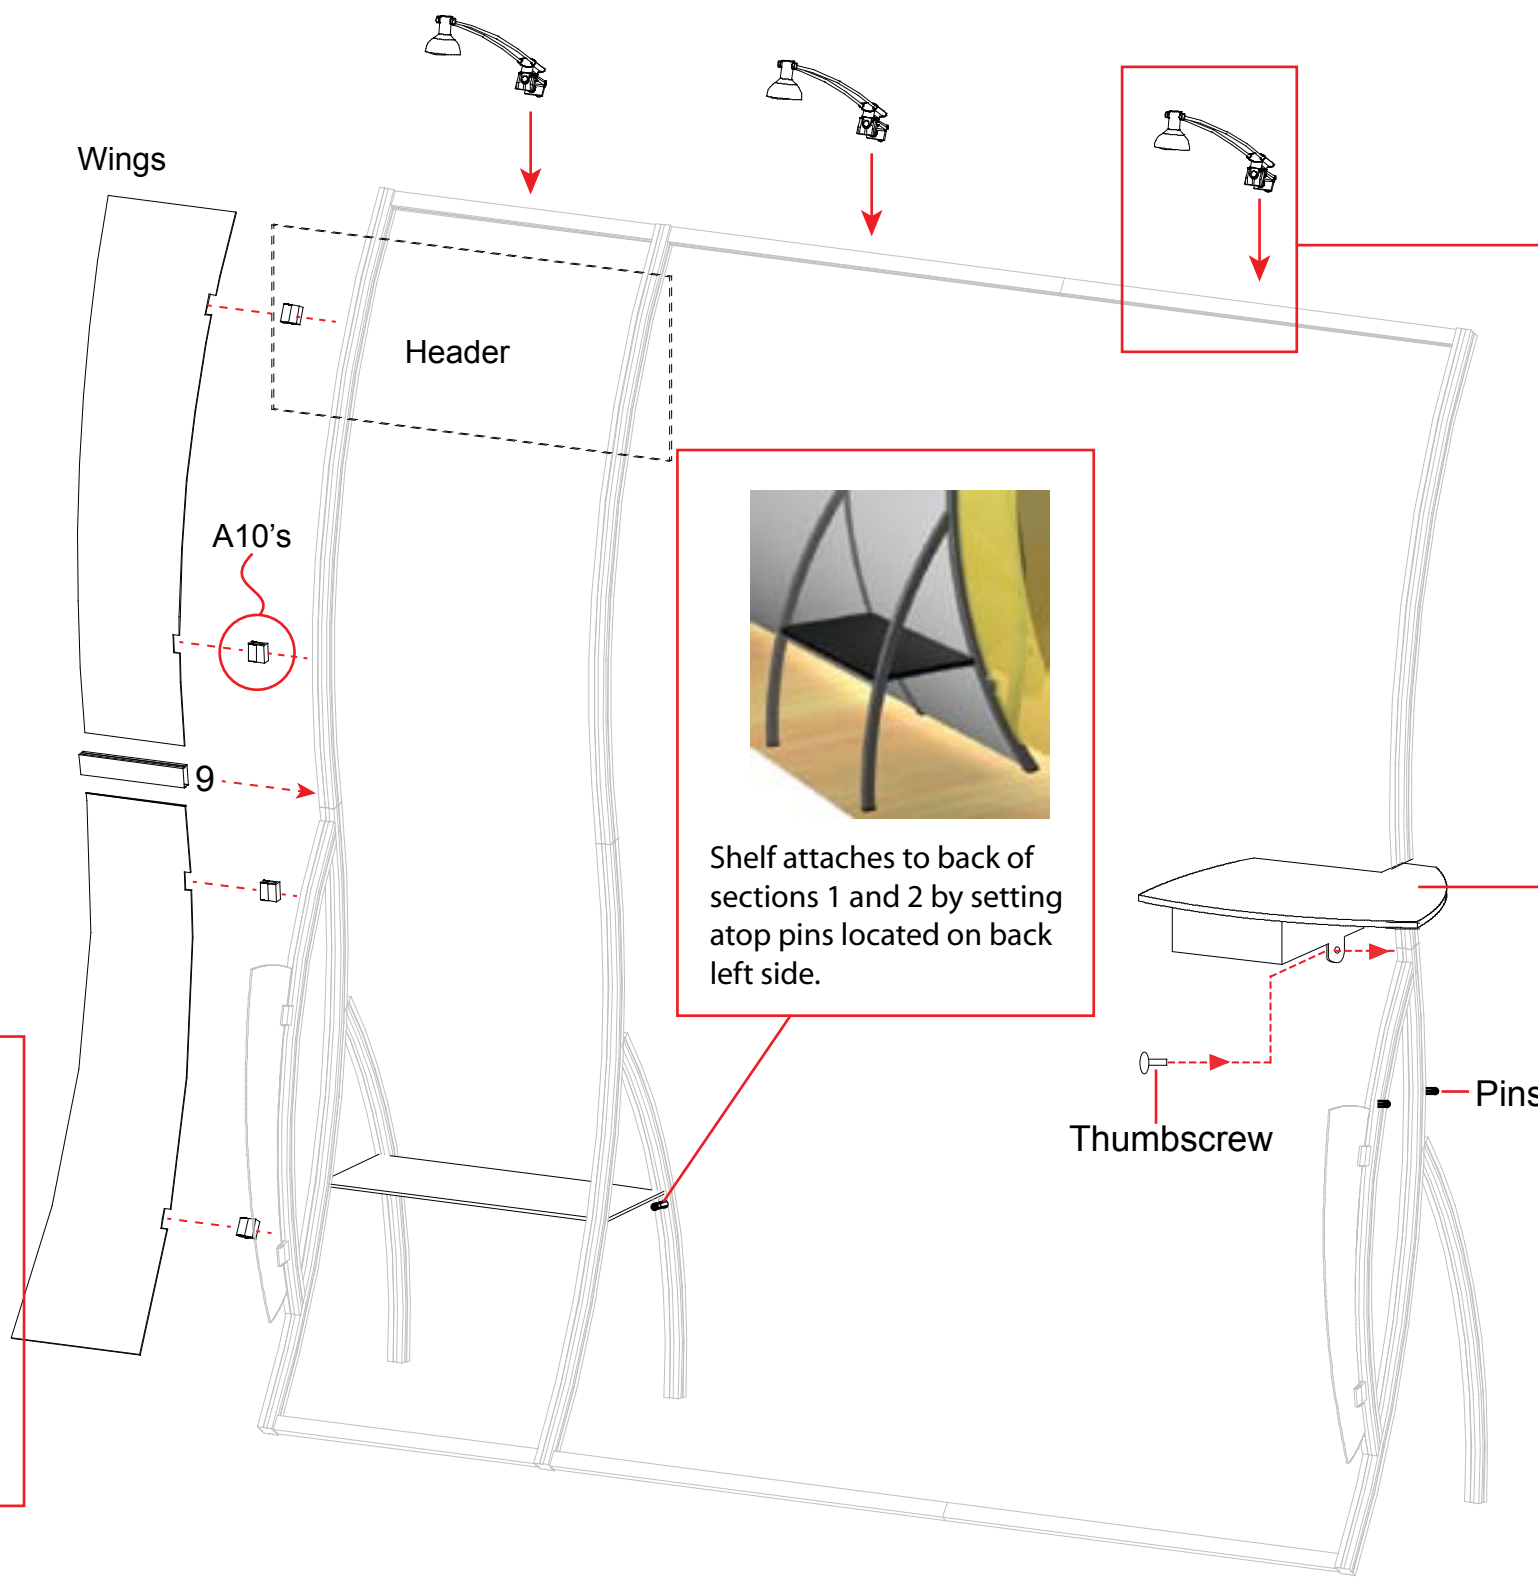 Wings
Header
A10’s
9
Shelf attaches to back of
sections 1 and 2 by setting
atop pins located on back
left side.
Thumbscrew
Pins